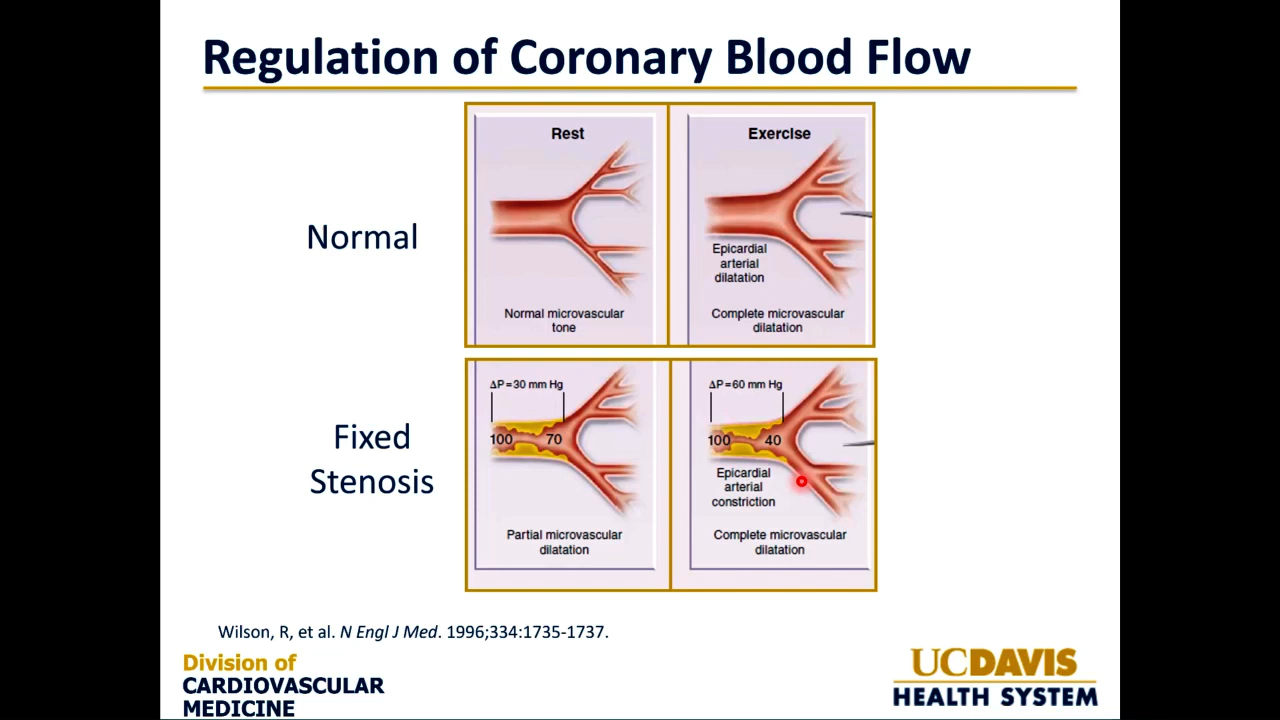 Regulation of Coronary Blood Flow
Rest
Exercise
Normal
Epicardial
arterial
dilatation
Normal microvascular
tone
Complete microvascular
dilatation
ΔP=30 mm Hg
ΔP=60 mm Hg
Fixed
Stenosis
100 70
100 40
Epicardial
arterial
constriction
Partial microvascular
dilatation
Complete microvascular
dilatation
Wilson, R, et al. N Engl J Med. 1996;334:1735-1737.
Division of
CARDIOVASCULAR
MEDICINE
UCDAVIS
HEALTH SYSTEM